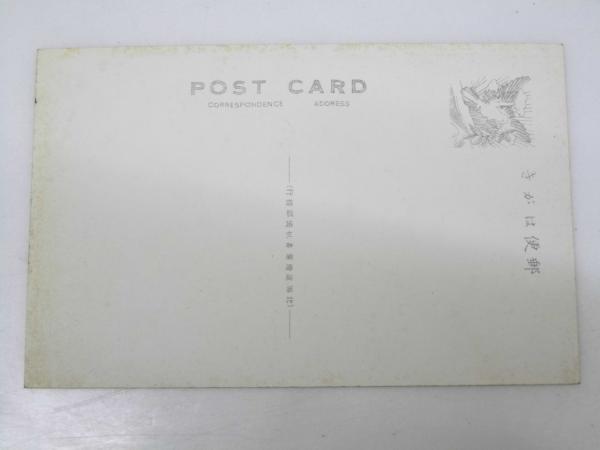 POST CARD
CORRESPONDENCE ADDRESS
きがは便郵